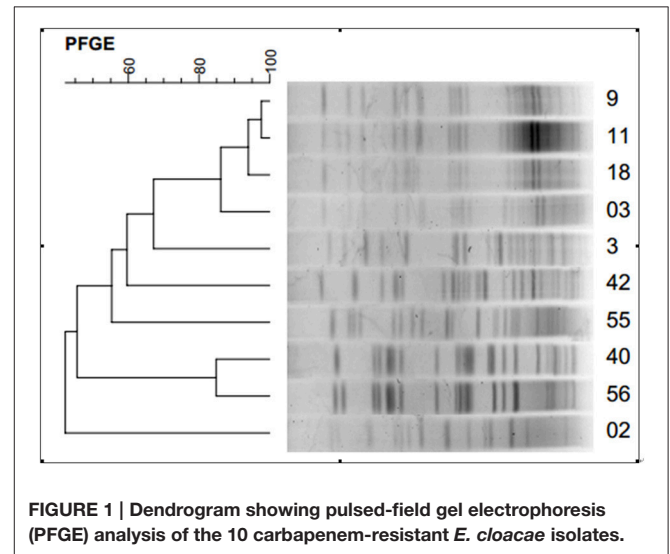 PFGE
60 80 100
9
11
18
03
3
42
55
40
56
02
FIGURE 1 | Dendrogram showing pulsed-field gel electrophoresis
(PFGE) analysis of the 10 carbapenem-resistant E. cloacae isolates.